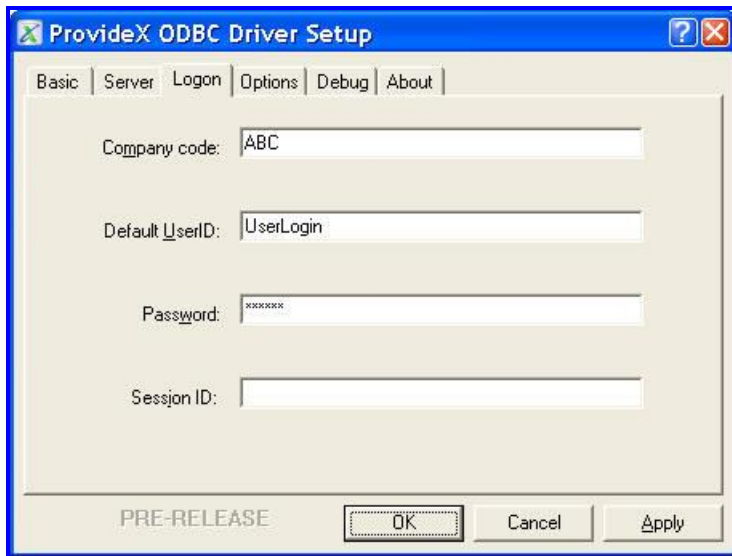 ProvideX ODBC Driver Setup
Basic Server Logon Options Debug About
Company code: ABC
Default UserID: UserLogin
Password: ******
Session ID:
PRE-RELEASE OK Cancel Apply